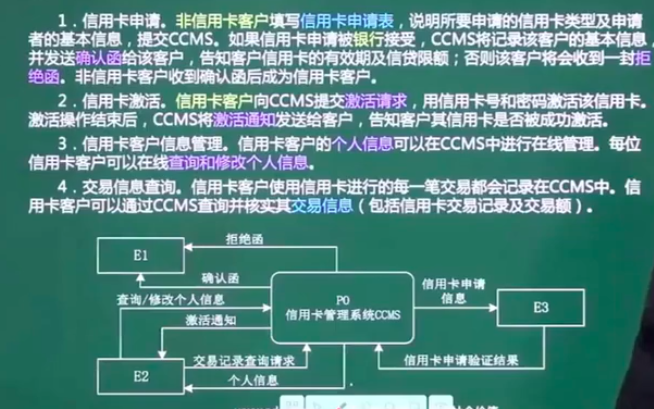 1．信用卡申请。非信用卡客户填写信用卡申请表，说明所要申请的信用卡类型及申请
者的基本信息，提交CCMS。如果信用卡申请被银行接受，CCMS将记录该客户的基本信息，
并发送确认函给该客户，告知客户信用卡的有效期及信贷限额；否则该客户将会收到一封拒
绝函。非信用卡客户收到确认函后成为信用卡客户。
2．信用卡激活。信用卡客户向CCMS提交激活请求，用信用卡号和密码激活该信用卡。
激活操作结束后，CCMS将激活通知发送给客户，告知客户其信用卡是否被成功激活。
3．信用卡客户信息管理。信用卡客户的个人信息可以在CCMS中进行在线管理。每位
信用卡客户可以在线查询和修改个人信息。
4．交易信息查询。信用卡客户使用信用卡进行的每一笔交易都会记录在CCMS中。信
用卡客户可以通过CCMS查询并核实其交易信息（包括信用卡交易记录及交易额）。
拒绝函
E1
确认函
查询/修改个人信息
激活通知
P0
信用卡管理系统CCMS
信用卡申请
信息
E3
信用卡申请验证结果
交易记录查询请求
E2
个人信息